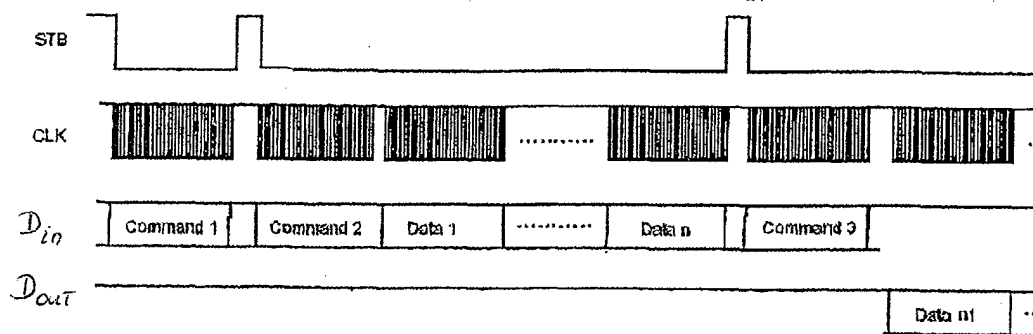 STB
CLK
..........
Din Command 1 Command 2 Data 1 .......... Data n Command 3
Dout Data n1 ..